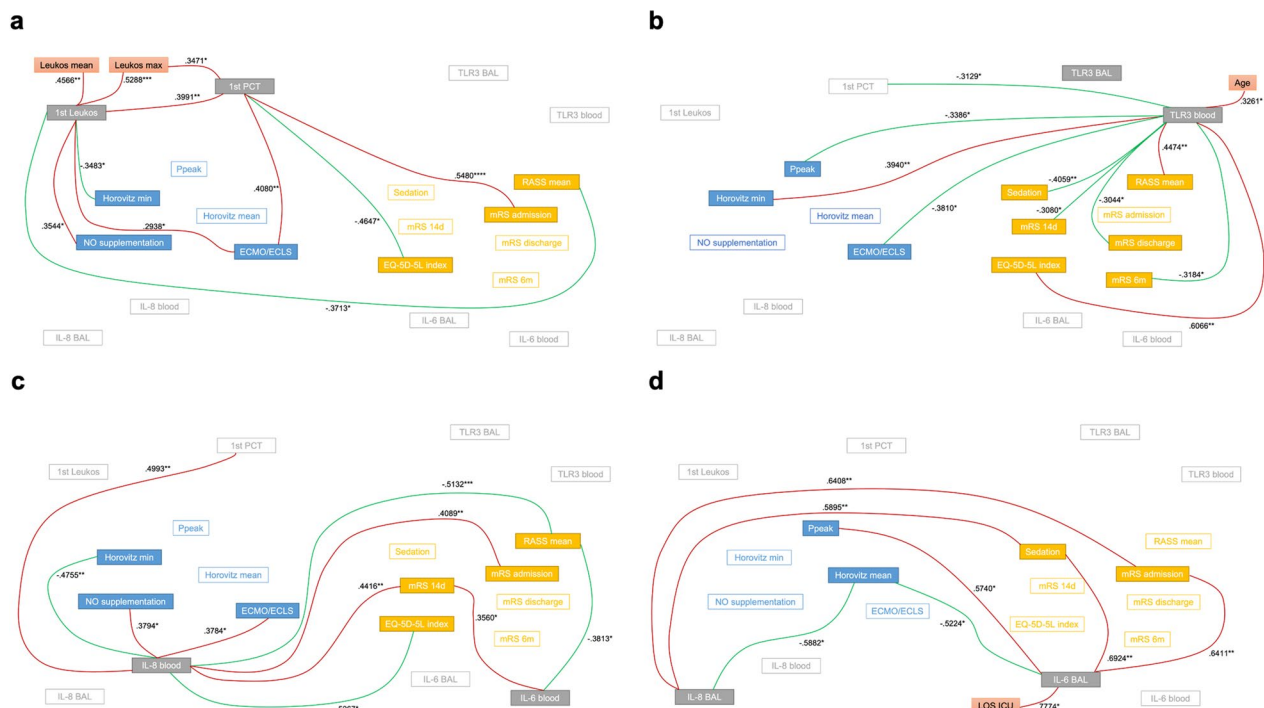 a
Leukos mean
Leukos max
.3471*
.4566**
.5288***
1st PCT
TLR3 BAL
.3991**
1st Leukos
TLR3 blood
-.3483*
Ppeak
.5480****
RASS mean
Horovitz min
.4080**
Sedation
Horovitz mean
-.4647*
mRS admission
.3544*
.2938*
mRS 14d
NO supplementation
ECMO/ECLS
mRS discharge
EQ-5D-5L index
mRS 6m
IL-8 blood
-.3713*
IL-6 BAL
IL-8 BAL
IL-6 blood
b
-.3129*
TLR3 BAL
1st PCT
Age
.3261*
1st Leukos
TLR3 blood
-.3386*
.4474**
Ppeak
.3940**
RASS mean
Horovitz min
Sedation
-.4059**
-.3044*
Horovitz mean
-.3810*
mRS 14d
-.3080*
mRS admission
NO supplementation
ECMO/ECLS
mRS discharge
EQ-5D-5L index
-.3184*
mRS 6m
IL-8 blood
IL-6 BAL
.6066**
IL-8 BAL
IL-6 blood
c
TLR3 BAL
1st PCT
.4993**
1st Leukos
TLR3 blood
-.5132***
.4089**
Ppeak
RASS mean
Horovitz min
Sedation
-.4755**
Horovitz mean
mRS admission
.4416**
mRS 14d
NO supplementation
ECMO/ECLS
mRS discharge
.3794*
.3784*
.3560*
EQ-5D-5L index
mRS 6m
-.3813*
IL-8 blood
IL-6 BAL
IL-8 BAL
IL-6 blood
d
TLR3 BAL
1st PCT
1st Leukos
TLR3 blood
.6408**
.5895**
Ppeak
RASS mean
Horovitz min
Sedation
Horovitz mean
.5740*
mRS admission
mRS 14d
NO supplementation
ECMO/ECLS
mRS discharge
EQ-5D-5L index
-.5882*
-.5224*
mRS 6m
IL-8 blood
.6924**
.6411**
IL-6 BAL
IL-8 BAL
IL-6 blood
LOS ICU
.7774*